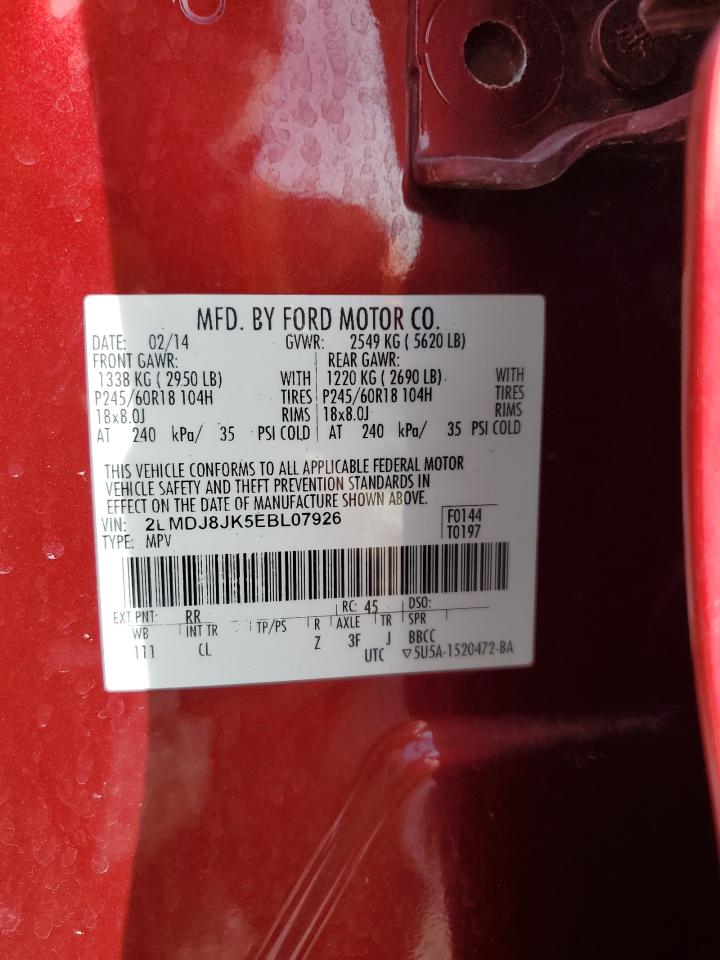 MFD. BY FORD MOTOR CO.
DATE: 02/14 GVWR: 2549 KG ( 5620 LB)
FRONT GAWR: REAR GAWR:
1338 KG ( 2950 LB) WITH 1220 KG ( 2690 LB) WITH
P245/60R18 104H TIRES P245/60R18 104H TIRES
18x8.0J RIMS 18x8.0J RIMS
AT 240 kPa/ 35 PSI COLD AT 240 kPa/ 35 PSI COLD
THIS VEHICLE CONFORMS TO ALL APPLICABLE FEDERAL MOTOR
VEHICLE SAFETY AND THEFT PREVENTION STANDARDS IN
EFFECT ON THE DATE OF MANUFACTURE SHOWN ABOVE.
VIN: 2LMDJ8JK5EBL07926 F0144
TYPE: MPV T0197
EXT PNT: RR RC: 45 DSO:
WB INT TR TP/PS R AXLE TR SPR
111 CL Z 3F J BBCC
UTC ▽5U5A-1520472-BA